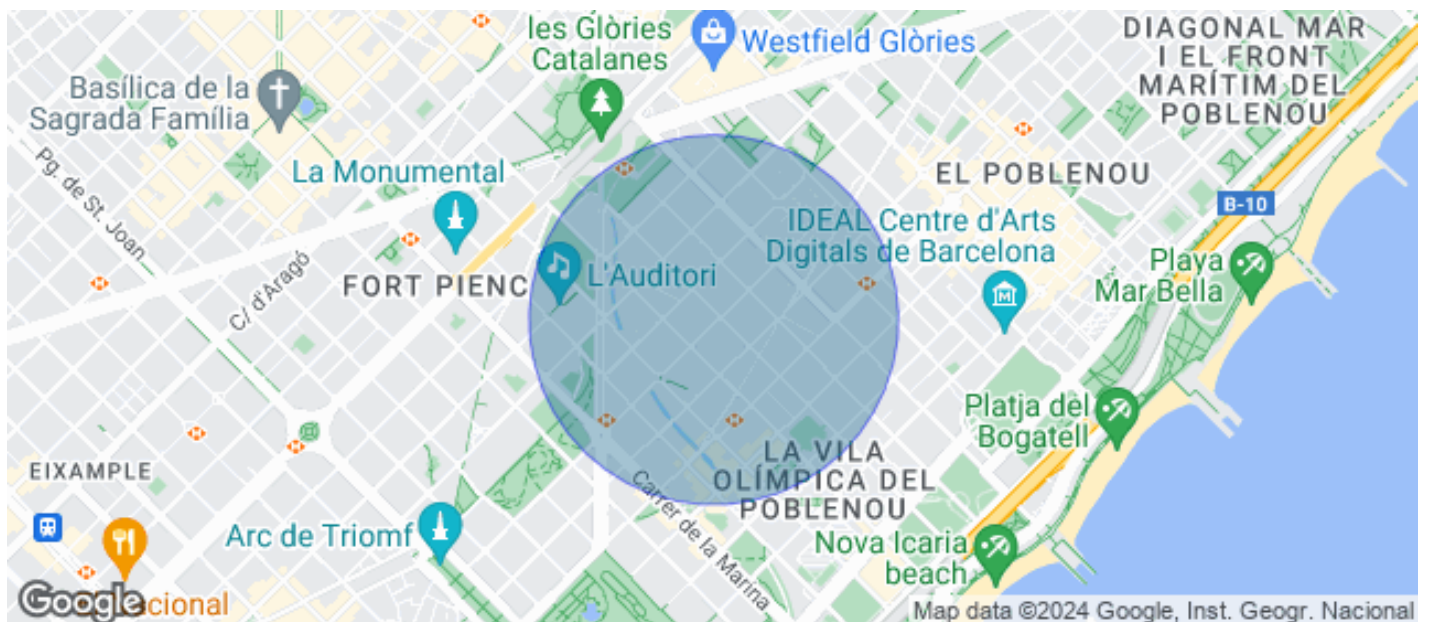 les Glòries
Catalanes
Westfield Glòries
DIAGONAL MAR
I EL FRONT
MARÍTIM DEL
POBLENOU
Basílica de la
Sagrada Família
Pg. de St. Joan
La Monumental
EL POBLENOU
B-10
IDEAL Centre d'Arts
Digitals de Barcelona
Playa
Mar Bella
C/ d'Aragó
FORT PIENC
L'Auditori
Platja del
Bogatell
EIXAMPLE
LA VILA
OLÍMPICA DEL
POBLENOU
Carrer de la Marina
Arc de Triomf
Nova Icaria
beach
Google
Map data ©2024 Google, Inst. Geogr. Nacional